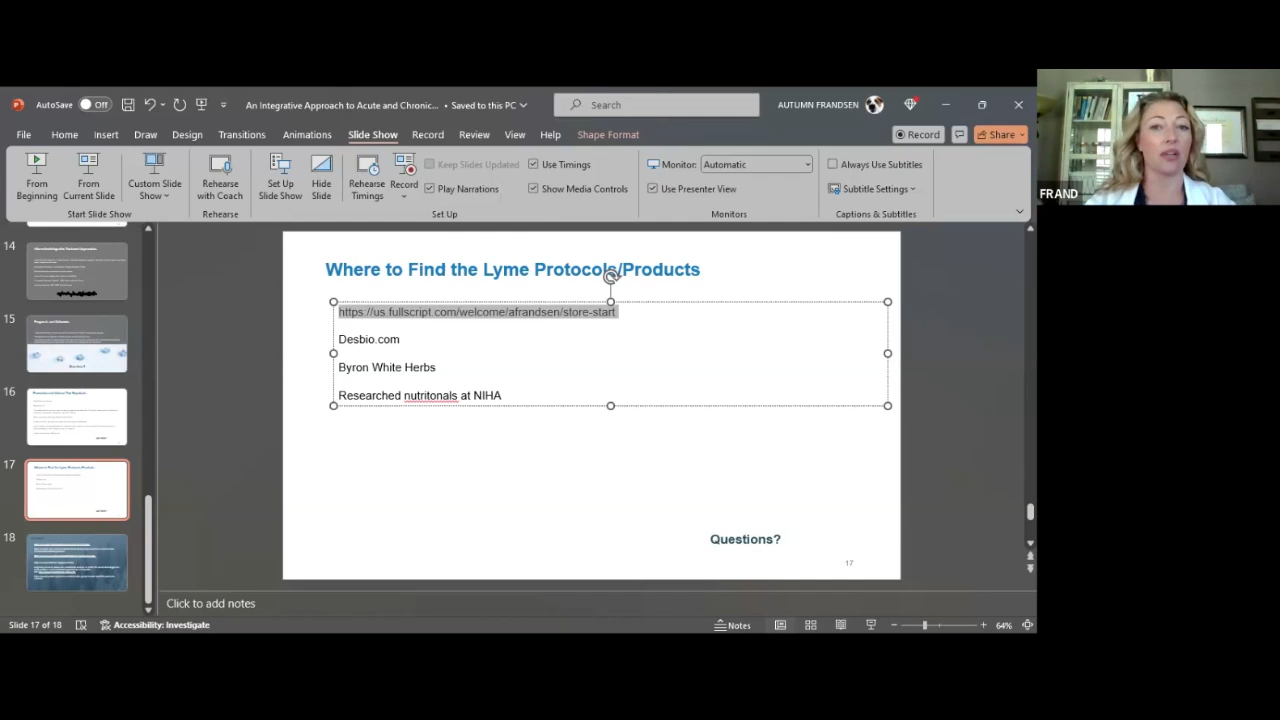 AutoSave Off
An Integrative Approach to Acute and Chronic... • Saved to this PC
Search
AUTUMN FRANDSEN
File Home Insert Draw Design Transitions Animations Slide Show Record Review View Help Shape Format
Record
Share
From Beginning
From Current Slide
Custom Slide Show
Start Slide Show
Rehearse with Coach
Rehearse
Set Up Slide Show
Hide Slide
Rehearse Timings
Record
Keep Slides Updated
Play Narrations
Use Timings
Show Media Controls
Set Up
Monitor: Automatic
Use Presenter View
Monitors
Always Use Subtitles
Subtitle Settings
Captions & Subtitles
FRAND
14
15
16
17
18
Where to Find the Lyme Protocols/Products
https://us.fullscript.com/welcome/afrandsen/store-start
Desbio.com
Byron White Herbs
Researched nutritonals at NIHA
Questions?
17
Click to add notes
Slide 17 of 18
Accessibility: Investigate
Notes
64%